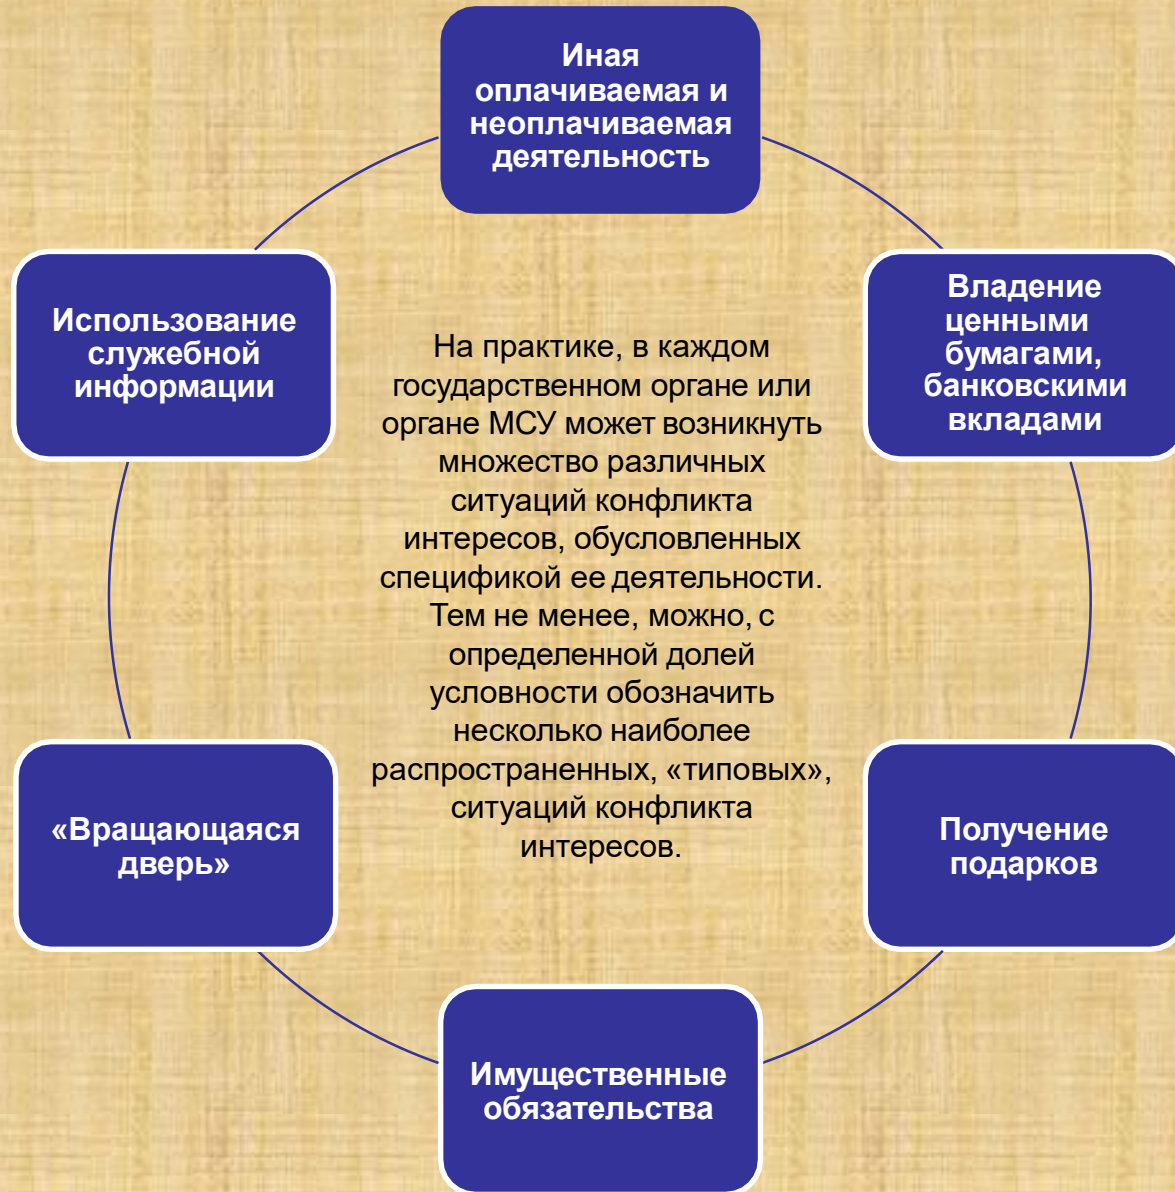 Иная
оплачиваемая и
неоплачиваемая
деятельность
Владение
ценными
бумагами,
банковскими
вкладами
Получение
подарков
Имущественные
обязательства
«Вращающаяся
дверь»
Использование
служебной
информации
На практике, в каждом
государственном органе или
органе МСУ может возникнуть
множество различных
ситуаций конфликта
интересов, обусловленных
спецификой ее деятельности.
Тем не менее, можно, с
определенной долей
условности обозначить
несколько наиболее
распространенных, «типовых»,
ситуаций конфликта
интересов.